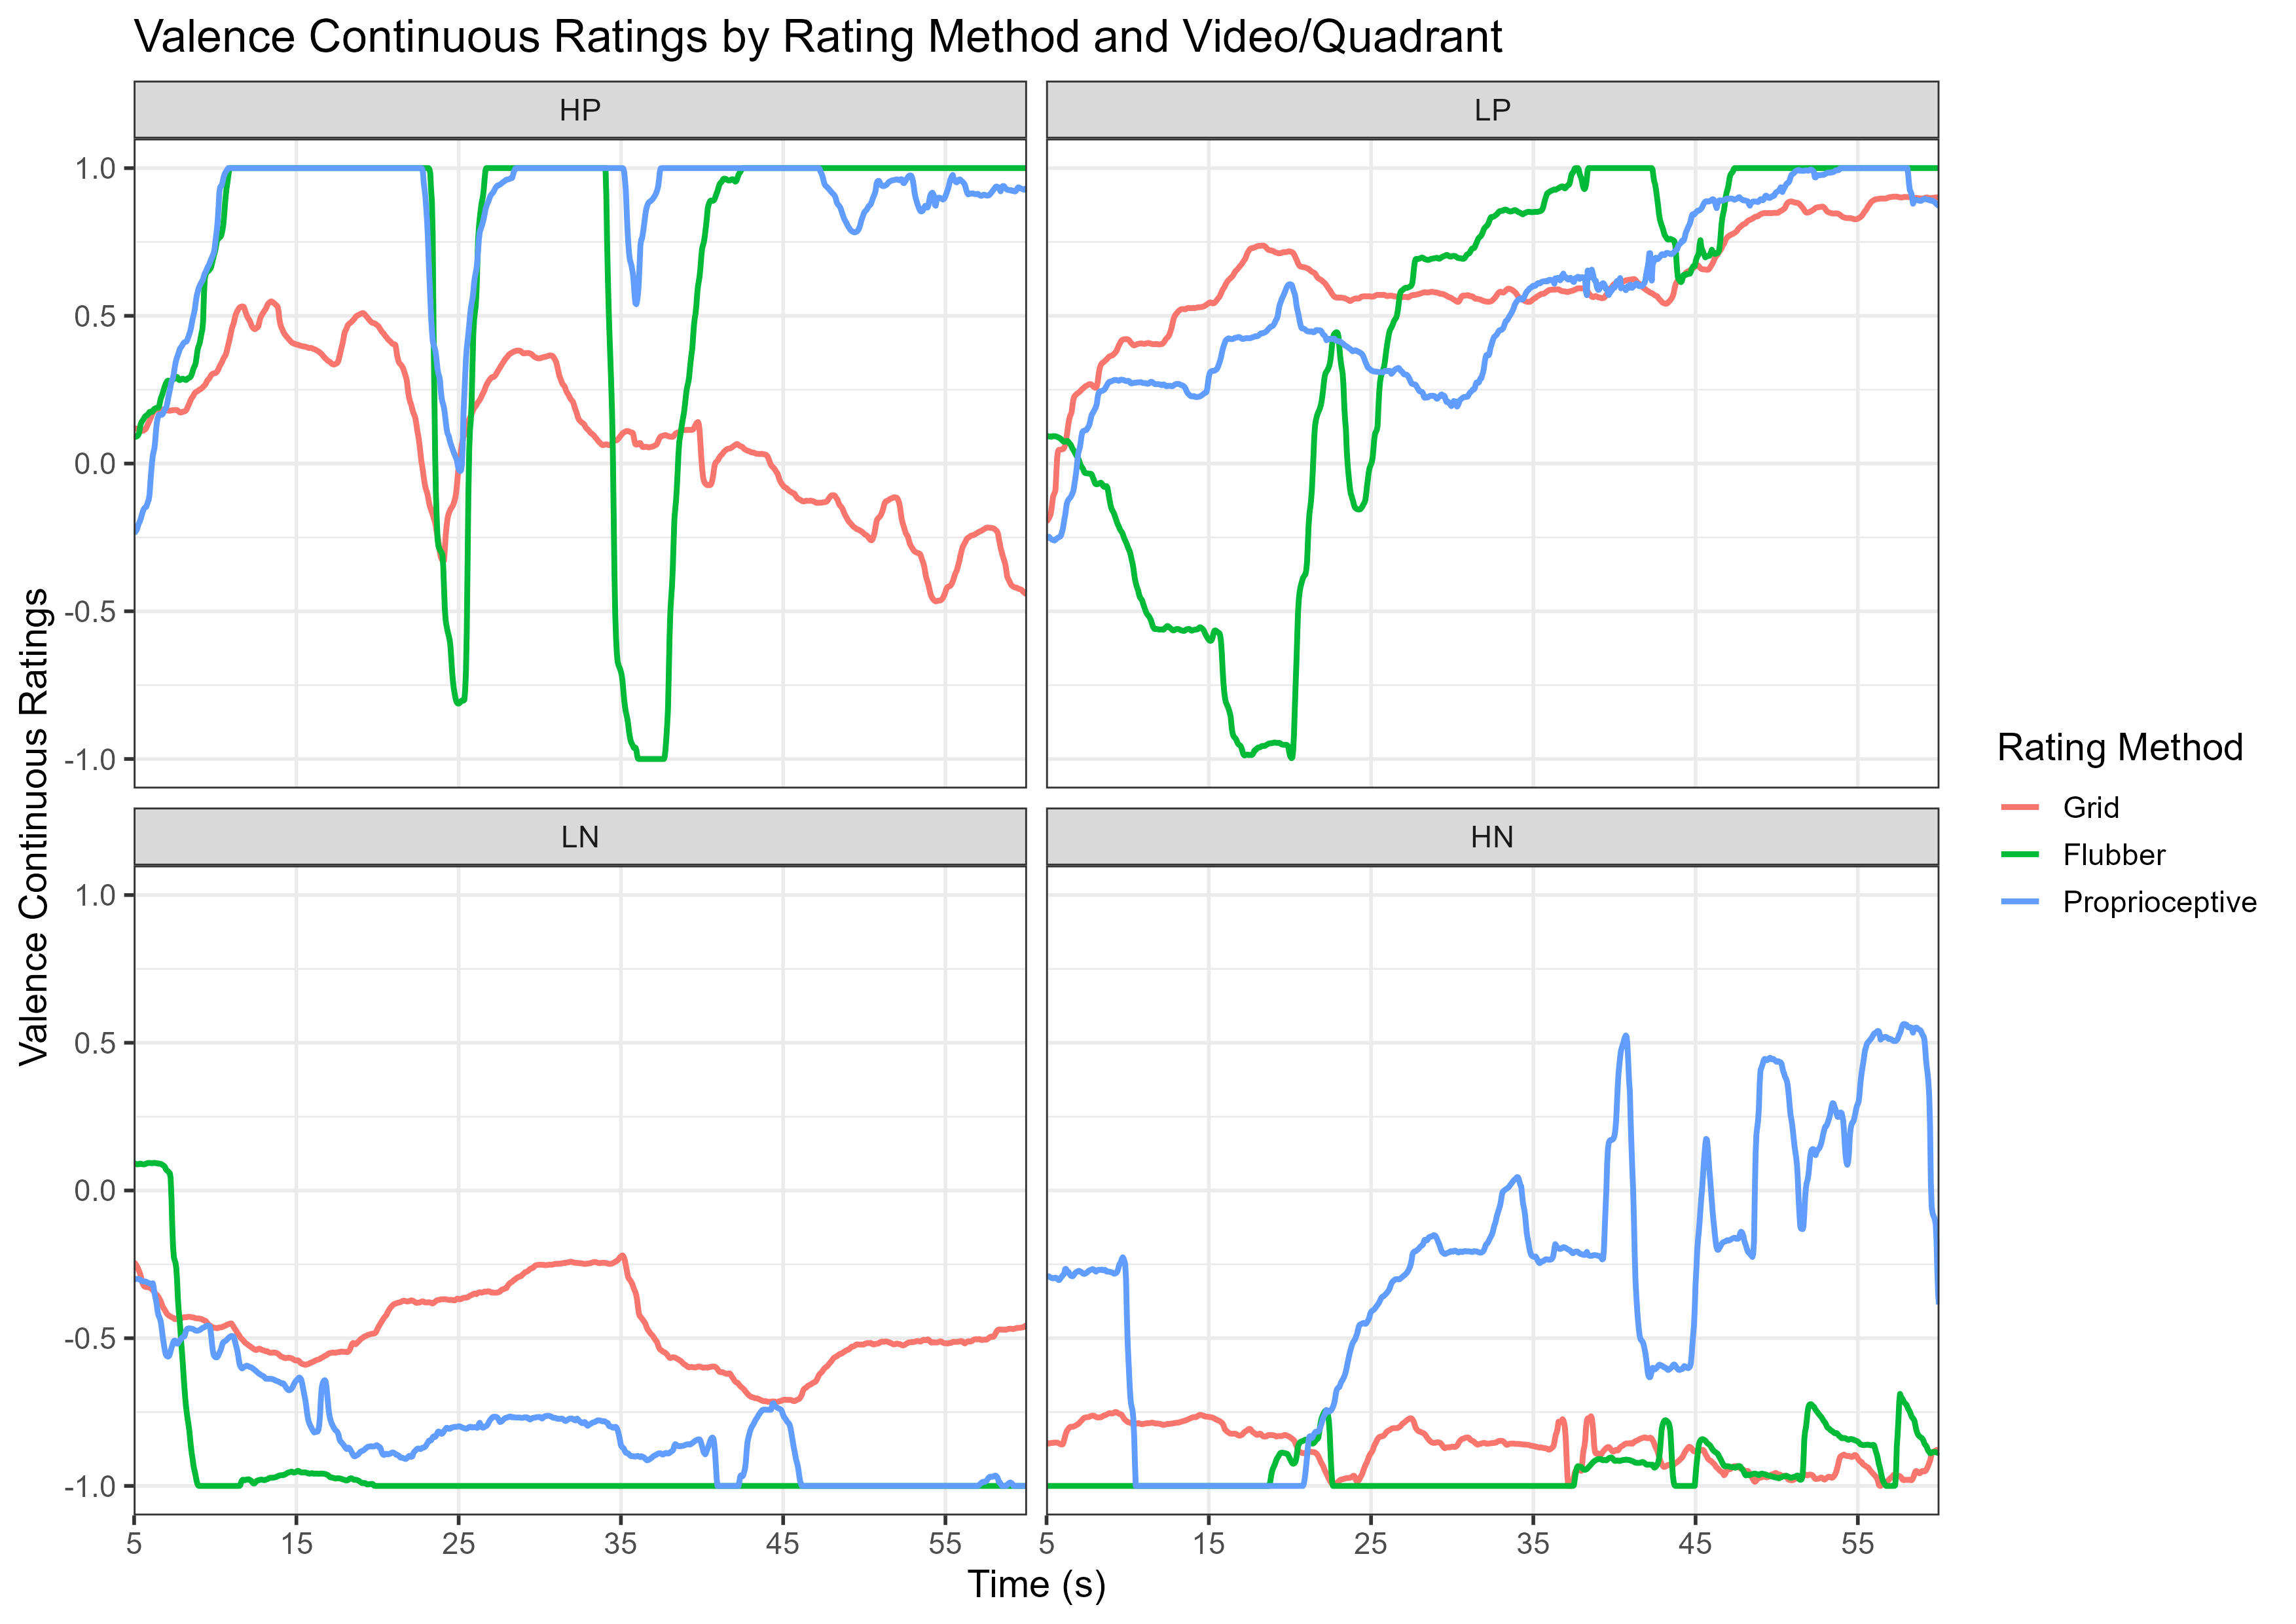 Valence Continuous Ratings by Rating Method and Video/Quadrant
HP
LP
1.0
0.5
0.0
-0.5
-1.0
LN
HN
1.0
0.5
0.0
-0.5
-1.0
5 15 25 35 45 55
5 15 25 35 45 55
Time (s)
Valence Continuous Ratings
Rating Method
Grid
Flubber
Proprioceptive